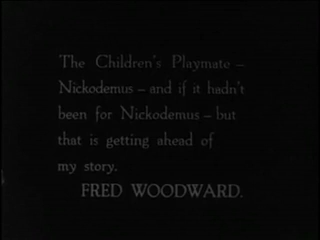 The Children's Playmate –
Nickodemus – and if it hadn't
been for Nickodemus – but
that is getting ahead of
my story.
FRED WOODWARD.